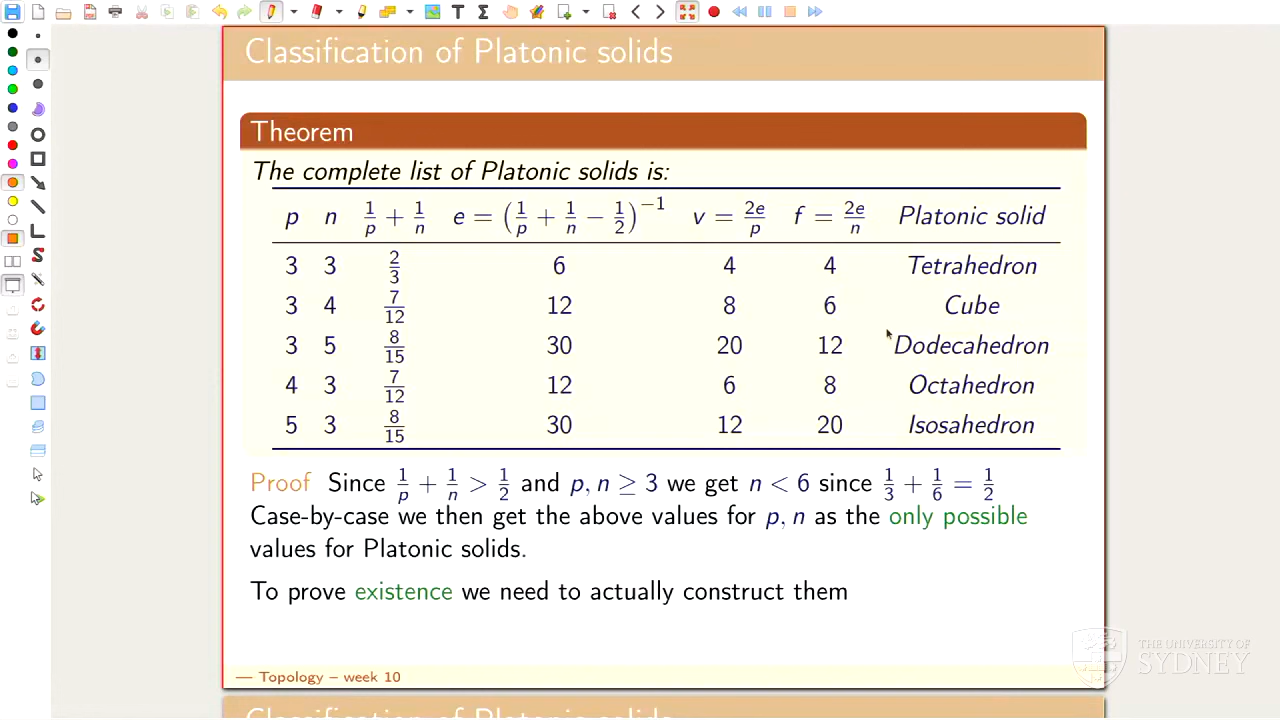 Classification of Platonic solids
Theorem
The complete list of Platonic solids is:
p n 1/p + 1/n e = (1/p + 1/n − 1/2)^−1 v = 2e/p f = 2e/n Platonic solid
3 3 2/3 6 4 4 Tetrahedron
3 4 7/12 12 8 6 Cube
3 5 8/15 30 20 12 Dodecahedron
4 3 7/12 12 6 8 Octahedron
5 3 8/15 30 12 20 Isosahedron
Proof Since 1/p + 1/n > 1/2 and p, n ≥ 3 we get n < 6 since 1/3 + 1/6 = 1/2
Case-by-case we then get the above values for p, n as the only possible
values for Platonic solids.
To prove existence we need to actually construct them
THE UNIVERSITY OF
SYDNEY
— Topology – week 10
Classification of Platonic solids